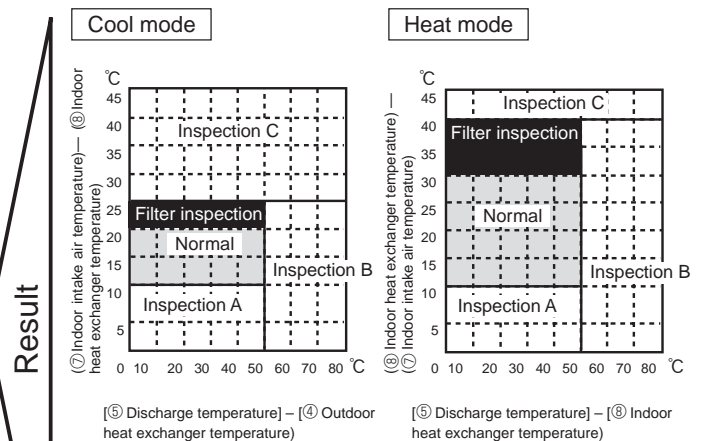 Cool mode
Heat mode
Result
(⑦Indoor intake air temperature)— (⑧Indoor
heat exchanger temperature)
℃
45
40
35
30
25
20
15
10
5
0 10 20 30 40 50 60 70 80 ℃
Inspection C
Filter inspection
Normal
Inspection B
Inspection A
[⑤ Discharge temperature] – [④ Outdoor
heat exchanger temperature)
(⑧ Indoor heat exchanger temperature) —
(⑦ Indoor intake air temperature)
℃
45
40
35
30
25
20
15
10
5
0 10 20 30 40 50 60 70 80 ℃
Inspection C
Filter inspection
Normal
Inspection B
Inspection A
[⑤ Discharge temperature] – [⑧ Indoor
heat exchanger temperature)